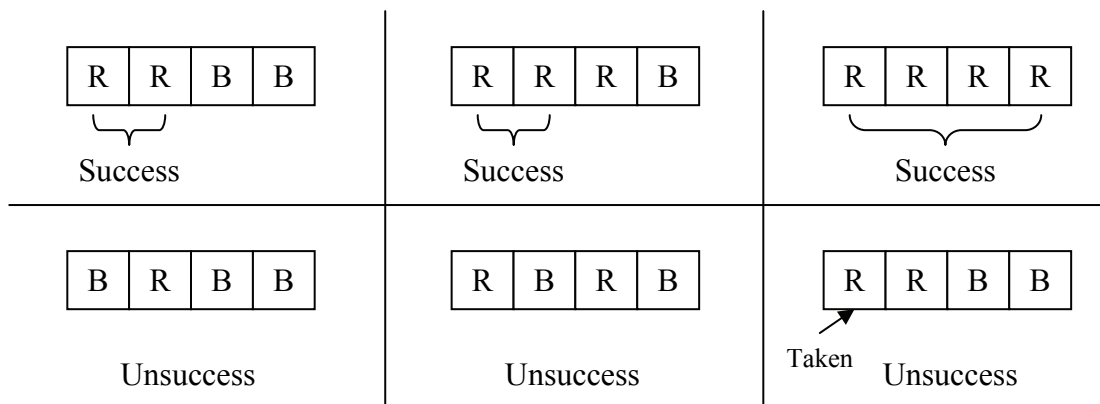 R R B B
Success
R R R B
Success
R R R R
Success
B R B B
Unsuccess
R B R B
Unsuccess
R R B B
Taken
Unsuccess